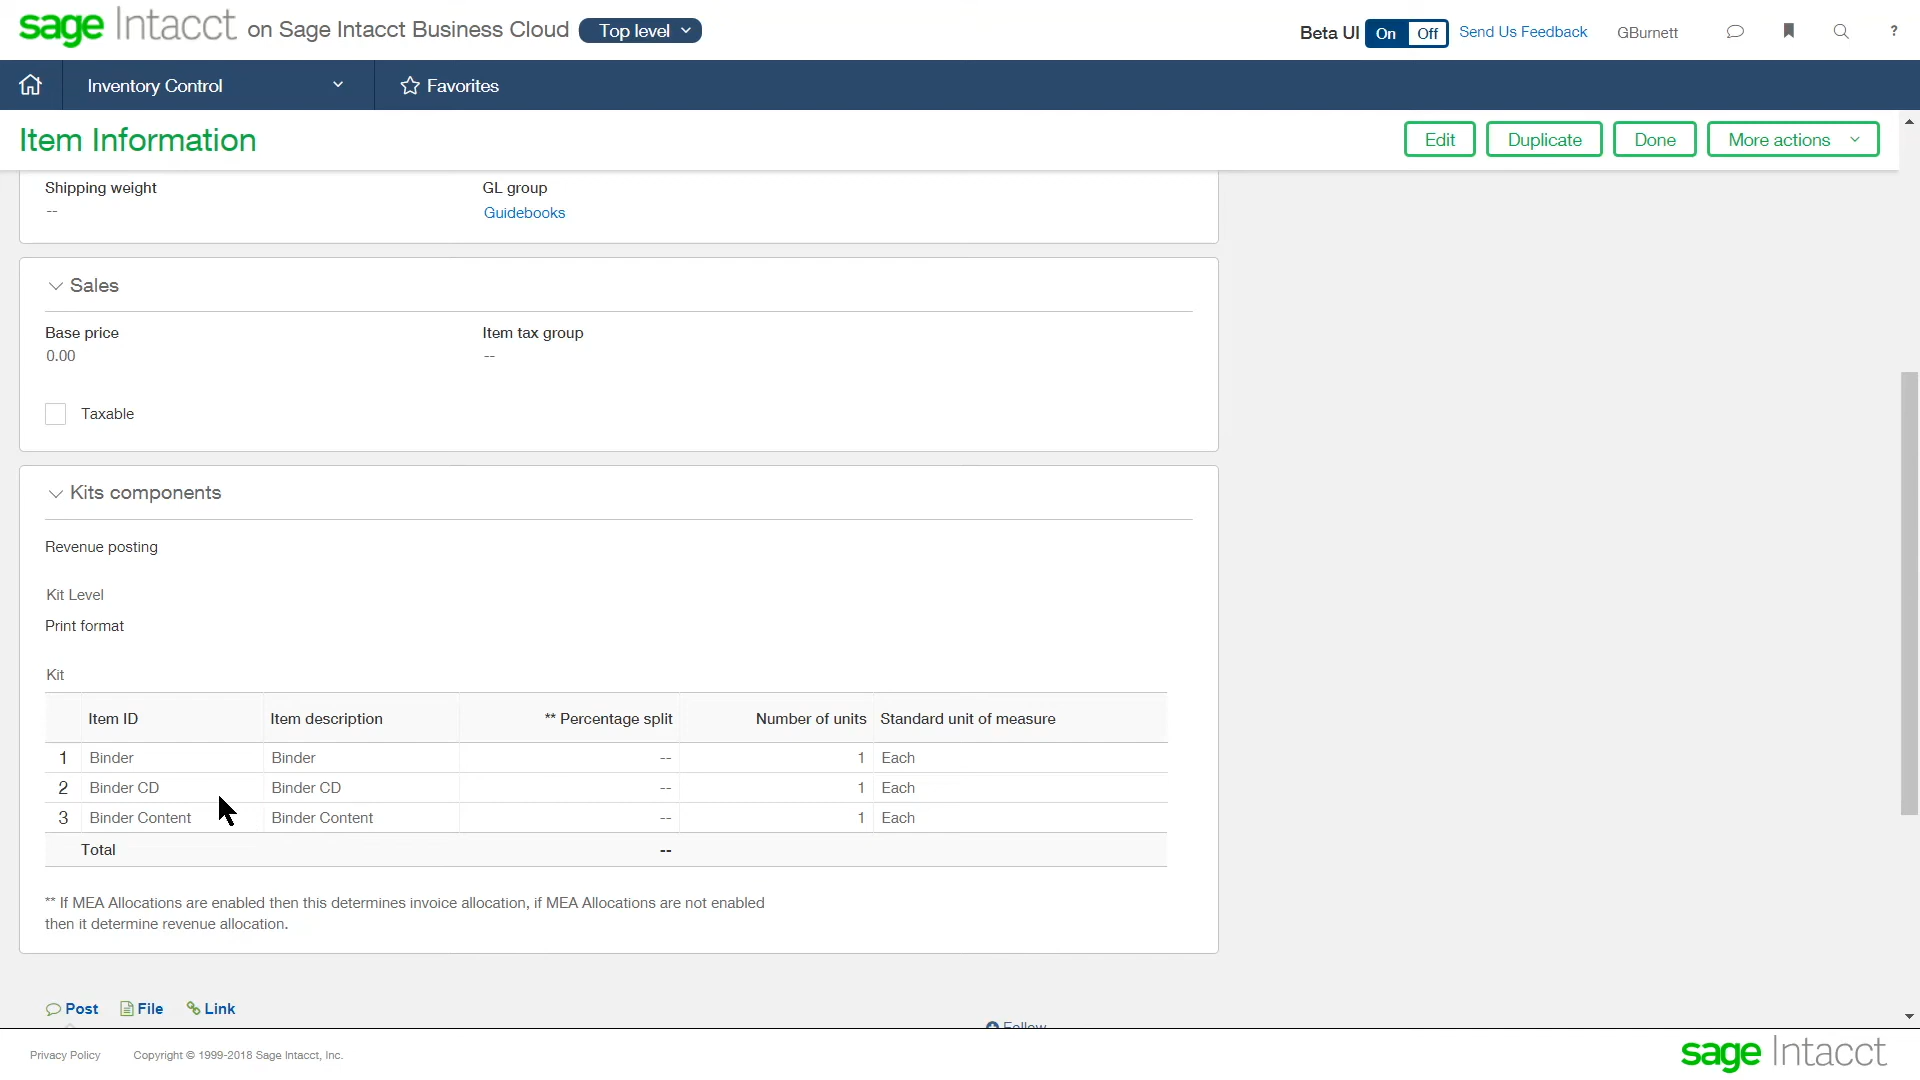 sage Intacct on Sage Intacct Business Cloud Top level Beta UI On Off Send Us Feedback GBurnett ?
Inventory Control Favorites
Item Information Edit Duplicate Done More actions
Shipping weight GL group
-- Guidebooks
Sales
Base price Item tax group
0.00 --
Taxable
Kits components
Revenue posting
Kit Level
Print format
Kit
Item ID Item description ** Percentage split Number of units Standard unit of measure
1 Binder Binder -- 1 Each
2 Binder CD Binder CD -- 1 Each
3 Binder Content Binder Content -- 1 Each
Total --
** If MEA Allocations are enabled then this determines invoice allocation, if MEA Allocations are not enabled
then it determine revenue allocation.
Post File Link
Follow
Privacy Policy Copyright © 1999-2018 Sage Intacct, Inc. sage Intacct